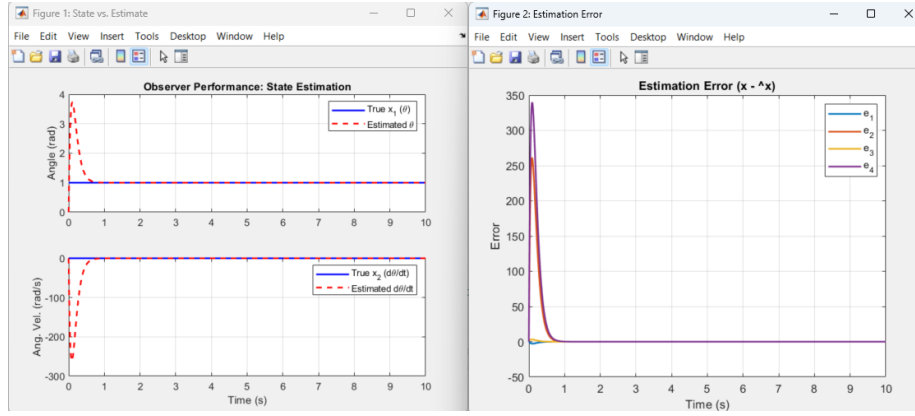 Figure 1: State vs. Estimate
File Edit View Insert Tools Desktop Window Help
Observer Performance: State Estimation
4
3
2
1
0
Angle (rad)
True x₁ (θ)
Estimated θ
0 1 2 3 4 5 6 7 8 9 10
0
-100
-200
-300
Ang. Vel. (rad/s)
True x₂ (dθ/dt)
Estimated dθ/dt
0 1 2 3 4 5 6 7 8 9 10
Time (s)
Figure 2: Estimation Error
File Edit View Insert Tools Desktop Window Help
Estimation Error (x - ^x)
350
300
250
200
150
100
50
0
-50
Error
e₁
e₂
e₃
e₄
0 1 2 3 4 5 6 7 8 9 10
Time (s)